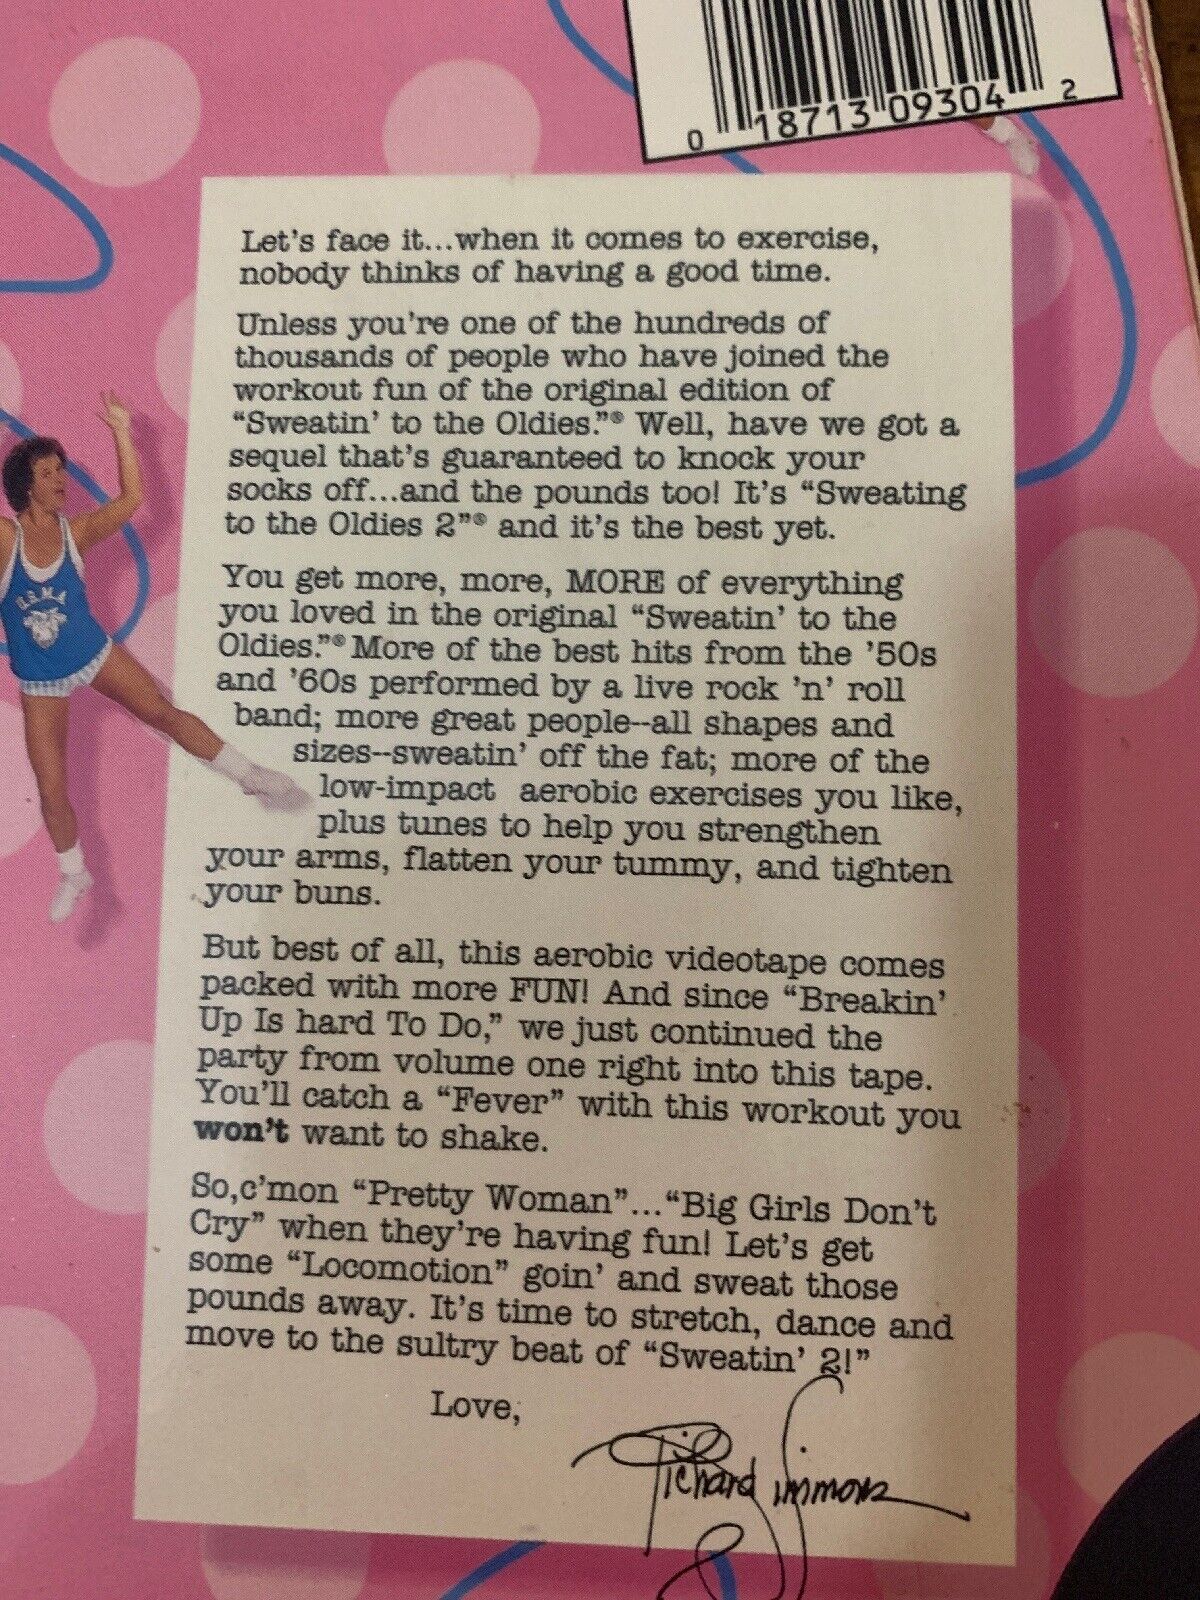 0 18713 09304 2
Let's face it...when it comes to exercise,
nobody thinks of having a good time.
Unless you're one of the hundreds of
thousands of people who have joined the
workout fun of the original edition of
"Sweatin' to the Oldies."® Well, have we got a
sequel that's guaranteed to knock your
socks off...and the pounds too! It's "Sweating
to the Oldies 2"® and it's the best yet.
You get more, more, MORE of everything
you loved in the original "Sweatin' to the
Oldies."® More of the best hits from the '50s
and '60s performed by a live rock 'n' roll
band; more great people--all shapes and
sizes--sweatin' off the fat; more of the
low-impact aerobic exercises you like,
plus tunes to help you strengthen
your arms, flatten your tummy, and tighten
your buns.
But best of all, this aerobic videotape comes
packed with more FUN! And since "Breakin'
Up Is hard To Do," we just continued the
party from volume one right into this tape.
You'll catch a "Fever" with this workout you
won't want to shake.
So,c'mon "Pretty Woman"..."Big Girls Don't
Cry" when they're having fun! Let's get
some "Locomotion" goin' and sweat those
pounds away. It's time to stretch, dance and
move to the sultry beat of "Sweatin' 2!"
Love,
Richard Simmons
U.S.M.A